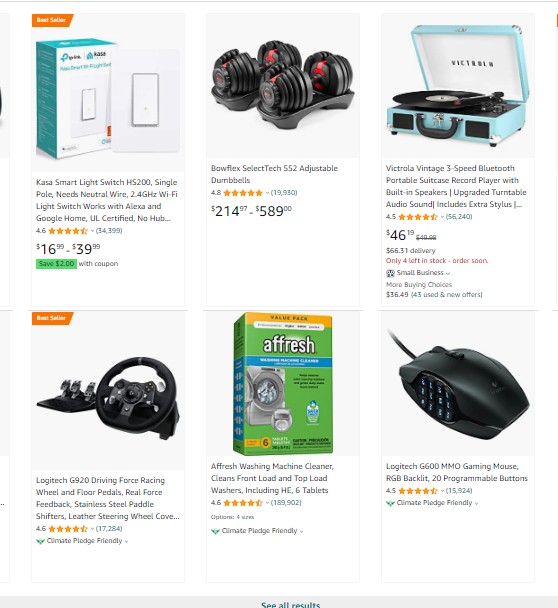 Best Seller
tp-link
kasa
Kasa Smart Wi-Fi Light Switch
Kasa Smart Light Switch HS200, Single
Pole, Needs Neutral Wire, 2.4GHz Wi-Fi
Light Switch Works with Alexa and
Google Home, UL Certified, No Hub...
4.6 (34,399)
$16.99 - $39.99
Save $2.00 with coupon
Bowflex SelectTech 552 Adjustable
Dumbbells
4.8 (19,930)
$214.97 - $589.00
VICTROLA
Victrola Vintage 3-Speed Bluetooth
Portable Suitcase Record Player with
Built-in Speakers | Upgraded Turntable
Audio Sound| Includes Extra Stylus |...
4.5 (56,240)
$46.19 $49.98
$66.31 delivery
Only 4 left in stock - order soon.
Small Business
More Buying Choices
$36.49 (43 used & new offers)
Best Seller
Logitech G920 Driving Force Racing
Wheel and Floor Pedals, Real Force
Feedback, Stainless Steel Paddle
Shifters, Leather Steering Wheel Cove...
4.6 (17,284)
Climate Pledge Friendly
VALUE PACK
affresh
WASHING MACHINE CLEANER
6
Affresh Washing Machine Cleaner,
Cleans Front Load and Top Load
Washers, Including HE, 6 Tablets
4.6 (189,902)
Options: 4 sizes
Climate Pledge Friendly
Logitech G600 MMO Gaming Mouse,
RGB Backlit, 20 Programmable Buttons
4.5 (15,924)
Climate Pledge Friendly
See all results